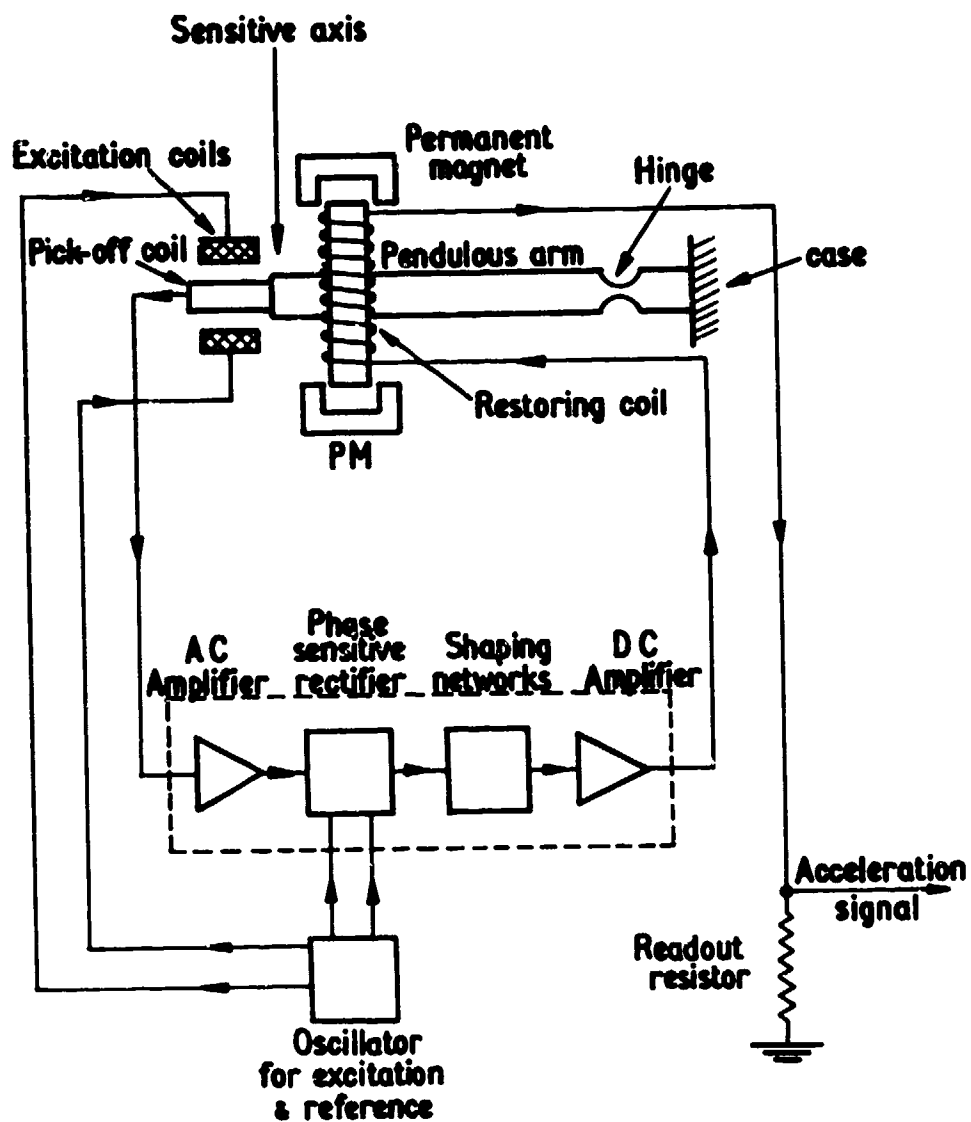 Sensitive axis
Excitation coils
Permanent
magnet
Hinge
Pick-off coil
Pendulous arm
case
Restoring coil
PM
AC
Amplifier
Phase
sensitive
rectifier
Shaping
networks
DC
Amplifier
Acceleration
signal
Readout
resistor
Oscillator
for excitation
& reference